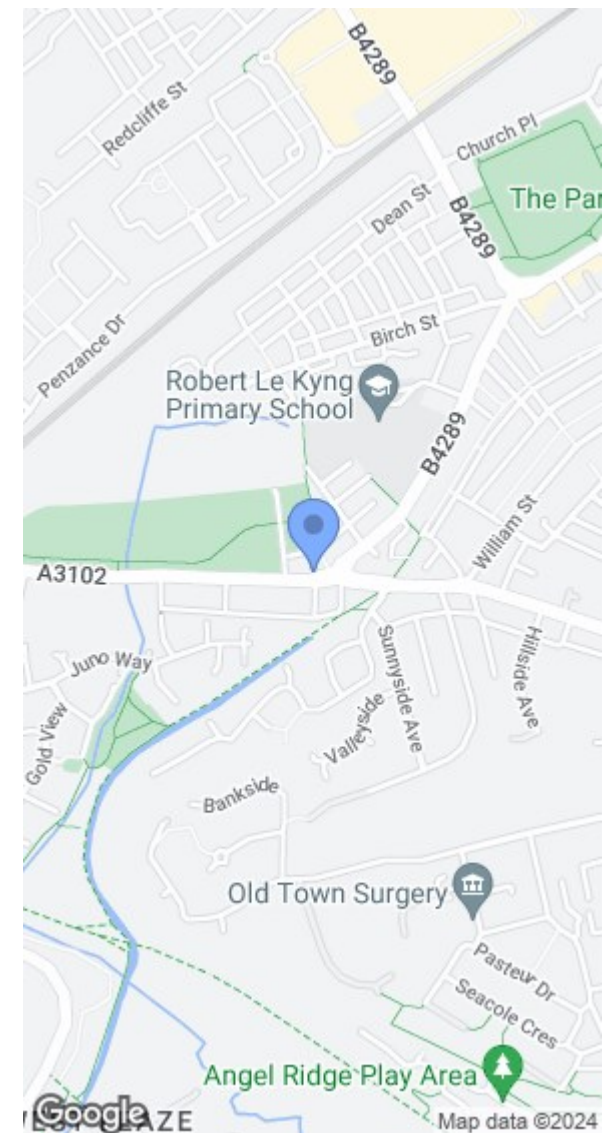 B4289
Redcliffe St
Church Pl
Dean St
The Par
B4289
Birch St
Penzance Dr
Robert Le Kyng
Primary School
B4289
William St
A3102
Juno Way
Sunnyside Ave
Hillside Ave
Gold View
Valleyside
Bankside
Old Town Surgery
Pasteur Dr
Seacole Cres
Angel Ridge Play Area
Google
Map data ©2024